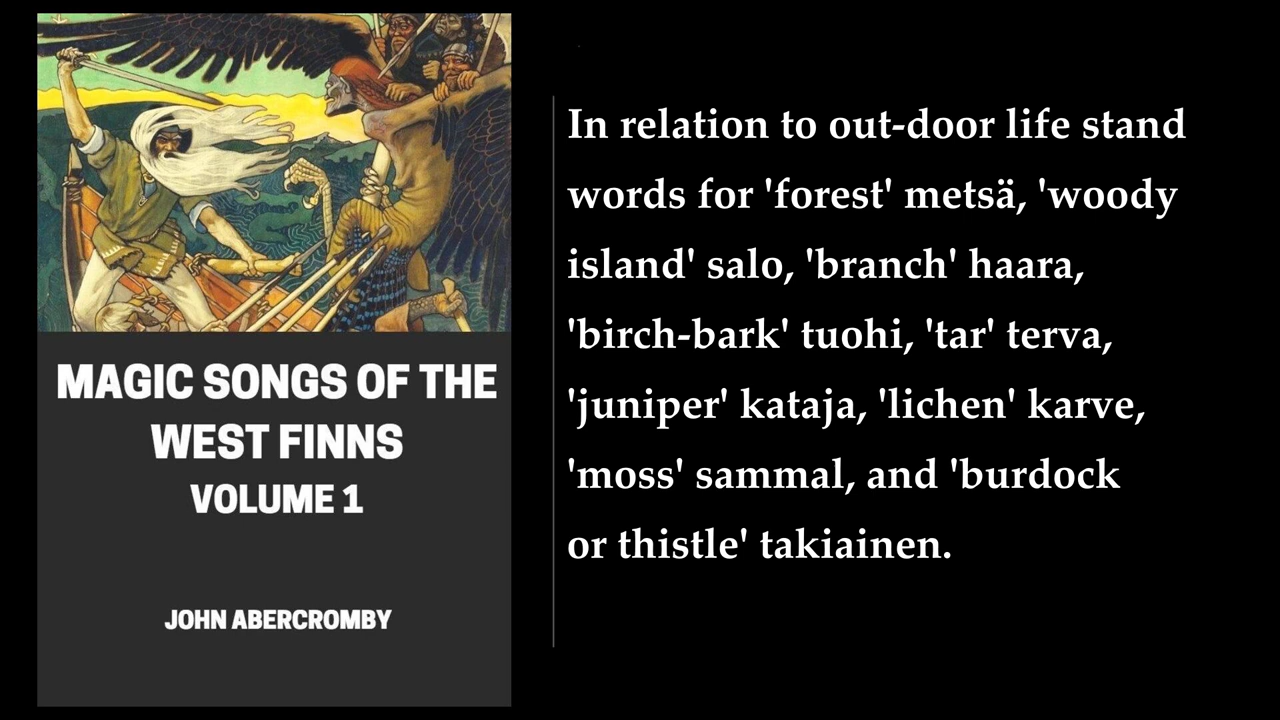 MAGIC SONGS OF THE
WEST FINNS
VOLUME 1
JOHN ABERCROMBY
In relation to out-door life stand
words for 'forest' metsä, 'woody
island' salo, 'branch' haara,
'birch-bark' tuohi, 'tar' terva,
'juniper' kataja, 'lichen' karve,
'moss' sammal, and 'burdock
or thistle' takiainen.